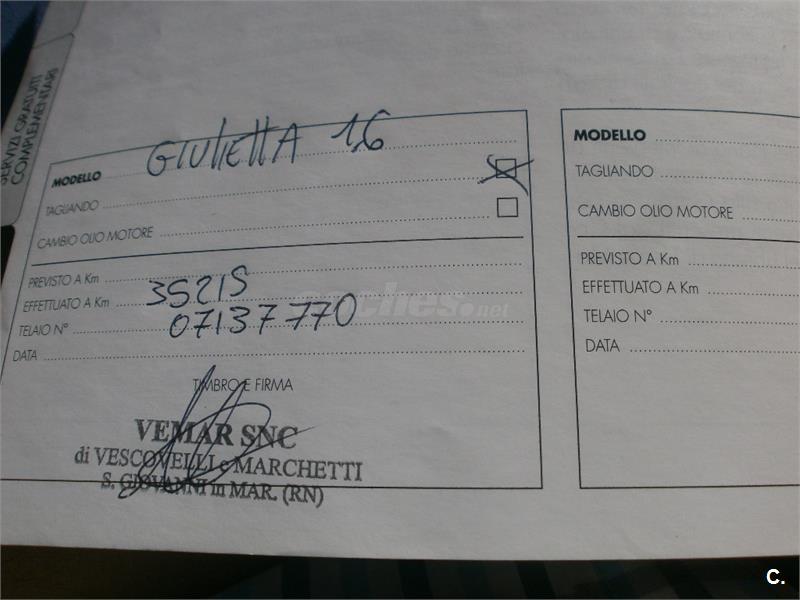 SERVIZI GRATUITI
COMPLEMENTARI
MODELLO GIULIETTA 1.6
TAGLIANDO
CAMBIO OLIO MOTORE
PREVISTO A Km
EFFETTUATO A Km 35215
TELAIO N° 07137770
DATA
TIMBRO E FIRMA
VEMAR SNC
di VESCOVELLI e MARCHETTI
S. GIOVANNI in MAR. (RN)
MODELLO
TAGLIANDO
CAMBIO OLIO MOTORE
PREVISTO A Km
EFFETTUATO A Km
TELAIO N°
DATA
coches.net
C.